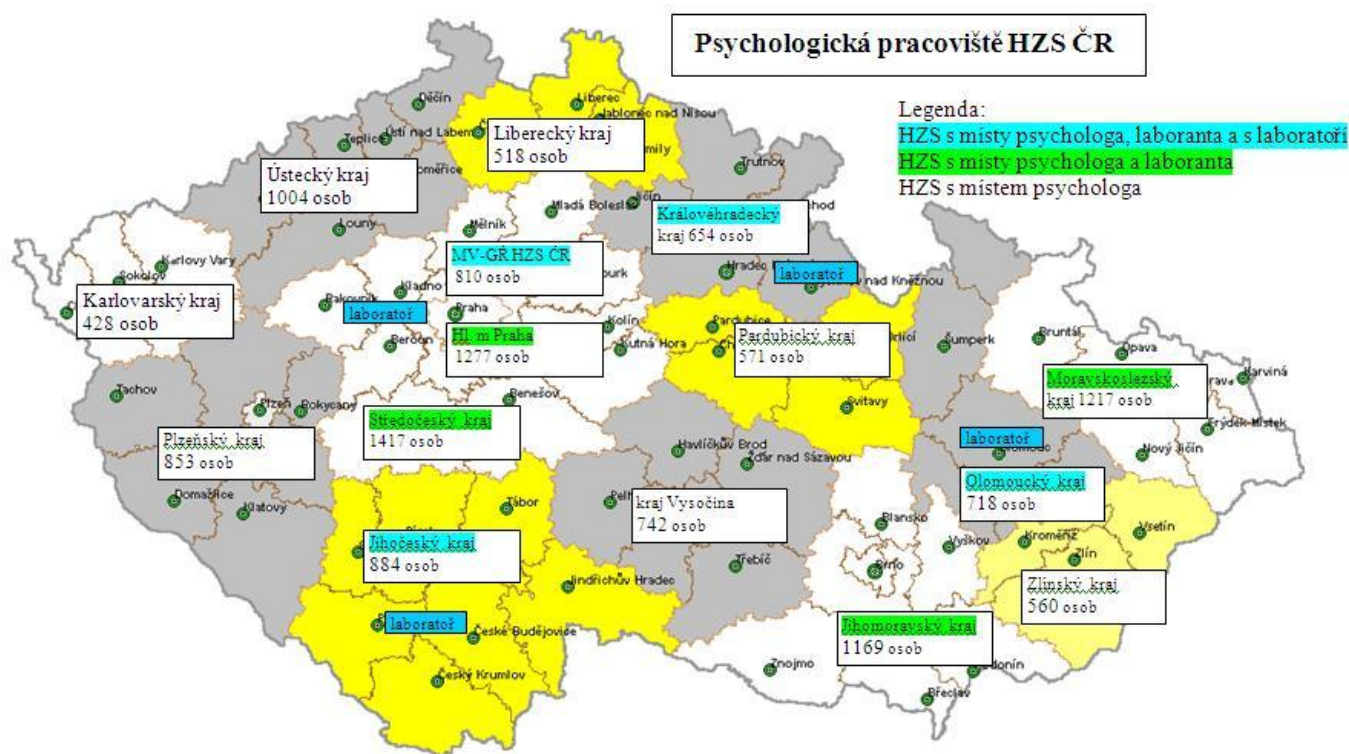 Psychologická pracoviště HZS ČR
Legenda:
HZS s místy psychologa, laboranta a s laboratoří
HZS s místy psychologa a laboranta
HZS s místem psychologa
Děčín
Liberec
Jablonec nad Nisou
Teplice
Ústí nad Labem
Liberecký kraj
518 osob
Trutnov
Ústecký kraj
1004 osob
Louny
Mělník
Mladá Boleslav
Jičín
Královéhradecký
kraj 654 osob
Karlovy Vary
Sokolov
Karlovarský kraj
428 osob
MV-GŘ HZS ČR
810 osob
Hradec
laboratoř
nad Kněžnou
Kladno
Rakovník
laboratoř
Praha
Beroun
Hl. m Praha
1277 osob
Kolín
Kutná Hora
Pardubice
Pardubický kraj
571 osob
Svitavy
Šumperk
Bruntál
Opava
Karviná
Moravskoslezský
kraj 1217 osob
Frýdek Místek
Nový Jičín
Tachov
Plzeň
Rokycany
Benešov
Středočeský kraj
1417 osob
Plzeňský kraj
853 osob
Domažlice
Klatovy
Havlíčkův Brod
Žďár nad Sázavou
kraj Vysočina
742 osob
Třebíč
laboratoř
Olomoucký kraj
718 osob
Tábor
Jihočeský kraj
884 osob
Jindřichův Hradec
laboratoř
České Budějovice
Český Krumlov
Blansko
Vyškov
Brno
Kroměříž
Vsetín
Zlín
Zlínský kraj
560 osob
Jihomoravský kraj
1169 osob
Znojmo
Břeclav